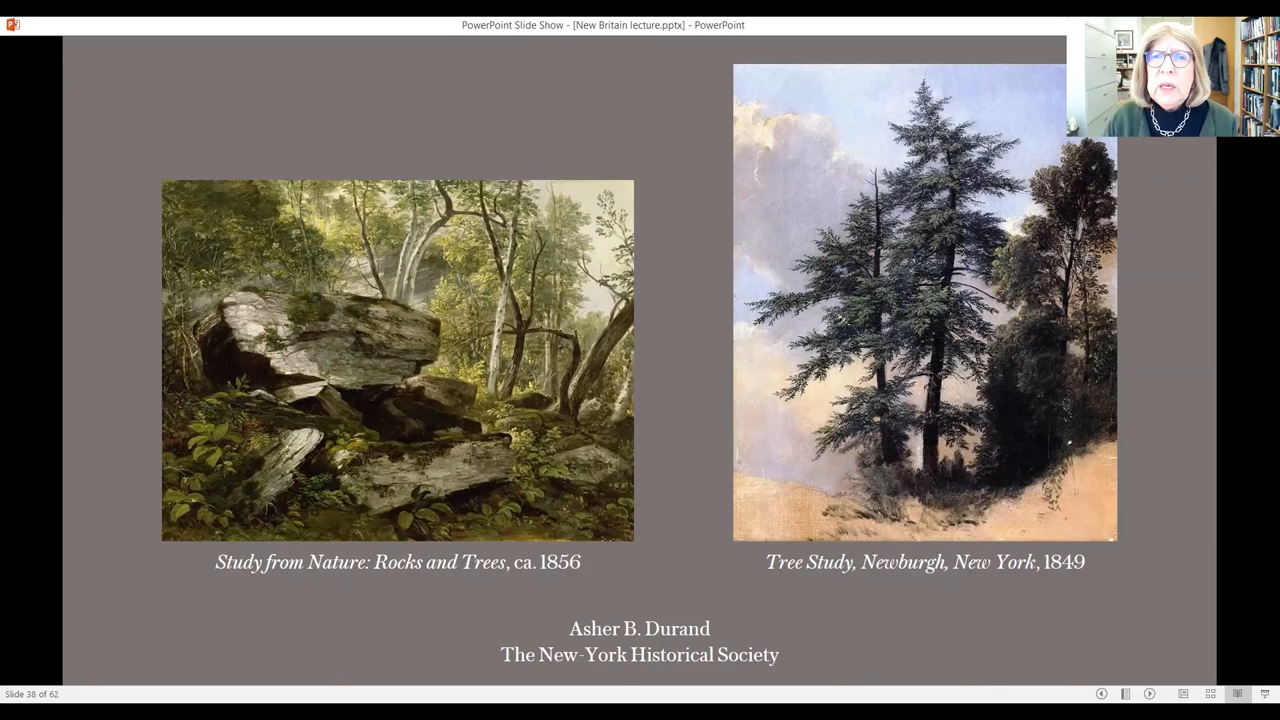 PowerPoint Slide Show - [New Britain lecture.pptx] - PowerPoint
Study from Nature: Rocks and Trees, ca. 1856
Tree Study, Newburgh, New York, 1849
Asher B. Durand
The New-York Historical Society
Slide 38 of 62